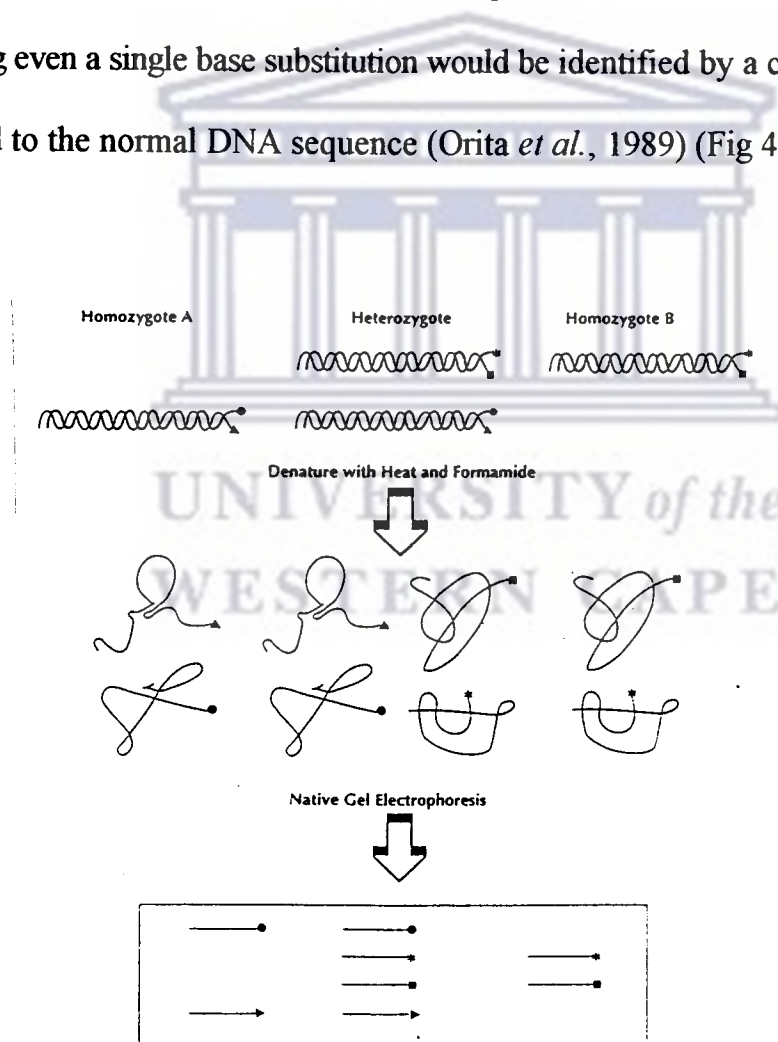 even a single base substitution would be identified by a
to the normal DNA sequence (Orita et al., 1989) (Fig 4
Homozygote A Heterozygote Homozygote B
Denature with Heat and Formamide
UNIVERSITY of the
WESTERN CAPE
Native Gel Electrophoresis